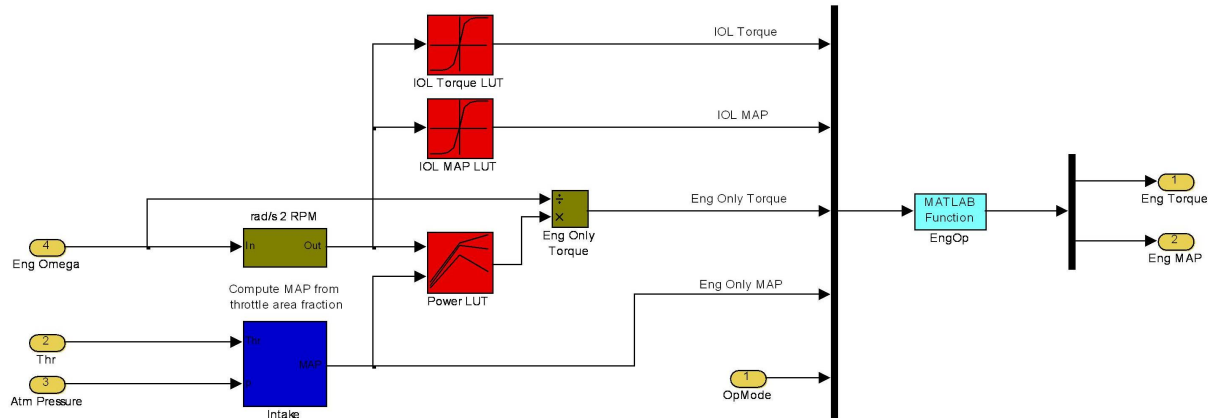 IOL Torque
IOL Torque LUT
IOL MAP
IOL MAP LUT
÷
×
Eng Only
Torque
Eng Only Torque
MATLAB
Function
EngOp
1
Eng Torque
2
Eng MAP
rad/s 2 RPM
4
Eng Omega
In
Out
Power LUT
Compute MAP from
throttle area fraction
Eng Only MAP
2
Thr
Thr
MAP
3
Atm Pressure
Intake
1
OpMode